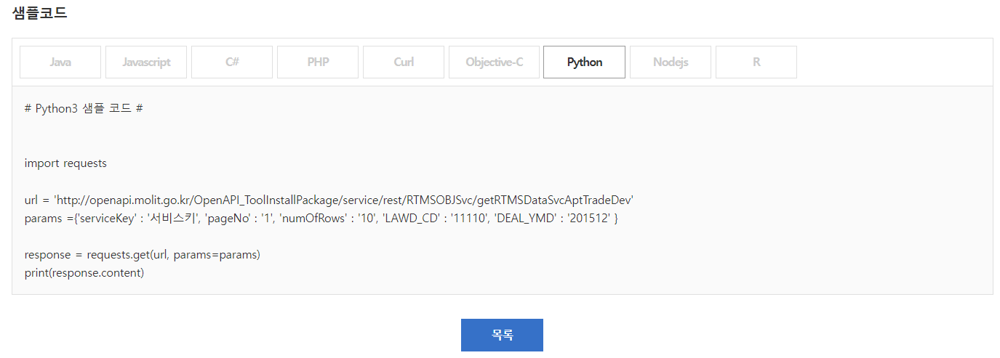 샘플코드
Java Javascript C# PHP Curl Objective-C Python Nodejs R
# Python3 샘플 코드 #
import requests
url = 'http://openapi.molit.go.kr/OpenAPI_ToolInstallPackage/service/rest/RTMSOBJSvc/getRTMSDataSvcAptTradeDev'
params ={'serviceKey' : '서비스키', 'pageNo' : '1', 'numOfRows' : '10', 'LAWD_CD' : '11110', 'DEAL_YMD' : '201512' }
response = requests.get(url, params=params)
print(response.content)
목록